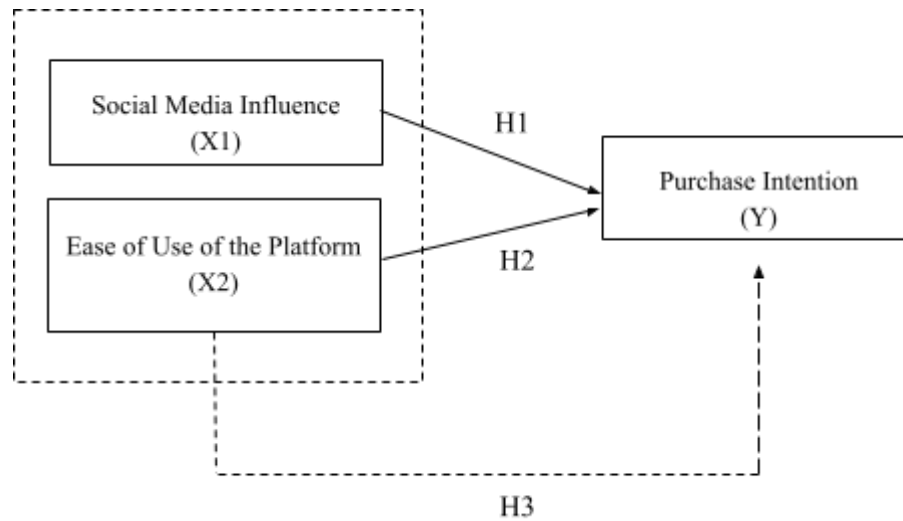 Social Media Influence
(X1)
H1
Purchase Intention
(Y)
Ease of Use of the Platform
(X2)
H2
H3